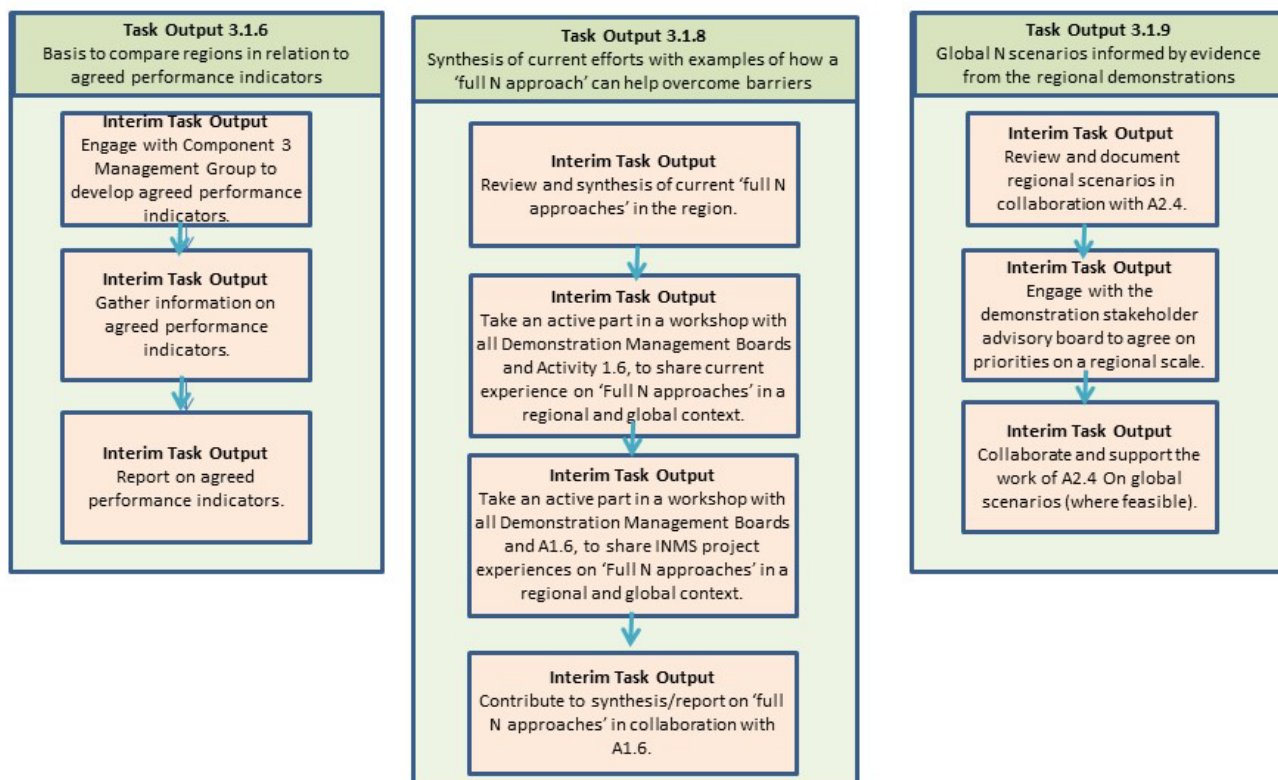 Task Output 3.1.6
Basis to compare regions in relation to
agreed performance indicators
Interim Task Output
Engage with Component 3
Management Group to
develop agreed performance
indicators.
Interim Task Output
Gather information on
agreed performance
indicators.
Interim Task Output
Report on agreed
performance indicators.
Task Output 3.1.8
Synthesis of current efforts with examples of how a
‘full N approach’ can help overcome barriers
Interim Task Output
Review and synthesis of current ‘full N
approaches’ in the region.
Interim Task Output
Take an active part in a workshop with
all Demonstration Management Boards
and Activity 1.6, to share current
experience on ‘Full N approaches’ in a
regional and global context.
Interim Task Output
Take an active part in a workshop with
all Demonstration Management Boards
and A1.6, to share INMS project
experiences on ‘Full N approaches’ in a
regional and global context.
Interim Task Output
Contribute to synthesis/report on ‘full
N approaches’ in collaboration with
A1.6.
Task Output 3.1.9
Global N scenarios informed by evidence
from the regional demonstrations
Interim Task Output
Review and document
regional scenarios in
collaboration with A2.4.
Interim Task Output
Engage with the
demonstration stakeholder
advisory board to agree on
priorities on a regional scale.
Interim Task Output
Collaborate and support the
work of A2.4 On global
scenarios (where feasible).